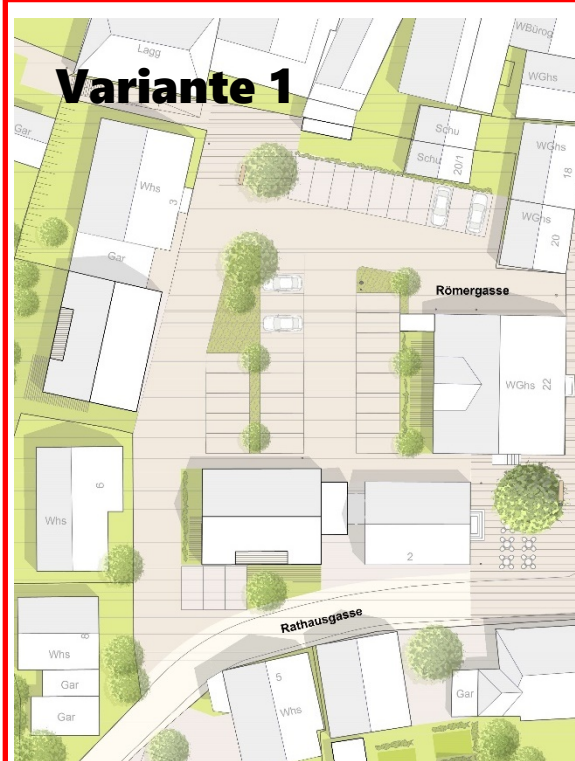 Lagg
WBürog
Variante 1
WGhs
Gar
Schu
Schu
20/1
WGhs
18
Whs
3
WGhs
20
Gar
Römergasse
WGhs
22
Whs
6
2
Rathausgasse
Whs
8
Gar
Gar
5
Whs
Gar